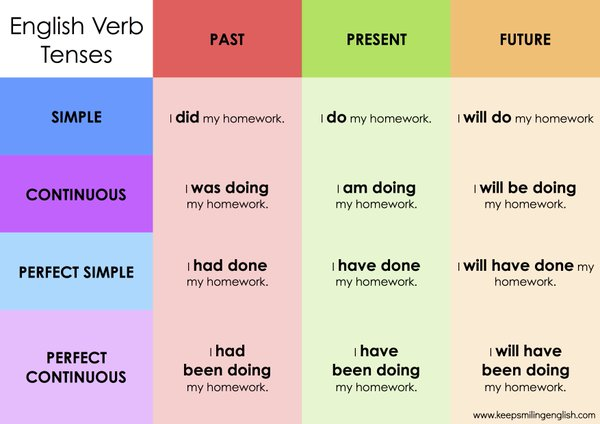 English Verb
Tenses
PAST
PRESENT
FUTURE
SIMPLE
I did my homework.
I do my homework.
I will do my homework
CONTINUOUS
I was doing
my homework.
I am doing
my homework.
I will be doing
my homework.
PERFECT SIMPLE
I had done
my homework.
I have done
my homework.
I will have done my
homework.
PERFECT
CONTINUOUS
I had
been doing
my homework.
I have
been doing
my homework.
I will have
been doing
my homework.
www.keepsmilingenglish.com